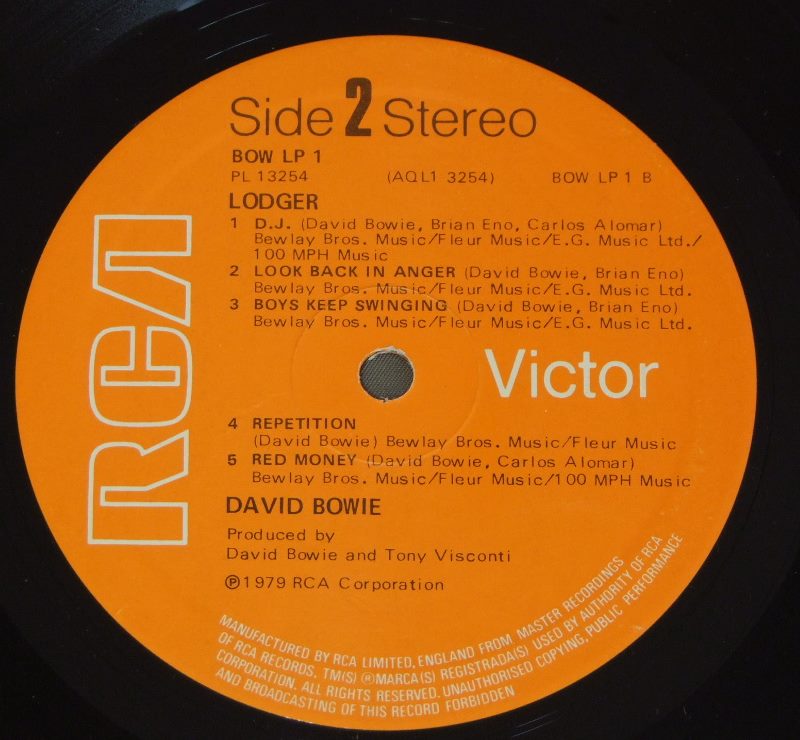 Side 2 Stereo
BOW LP 1
PL 13254 (AQL1 3254) BOW LP 1 B
LODGER
1 D.J. (David Bowie, Brian Eno, Carlos Alomar)
Bewlay Bros. Music/Fleur Music/E.G. Music Ltd./
100 MPH Music
2 LOOK BACK IN ANGER (David Bowie, Brian Eno)
Bewlay Bros. Music/Fleur Music/E.G. Music Ltd.
3 BOYS KEEP SWINGING (David Bowie, Brian Eno)
Bewlay Bros. Music/Fleur Music/E.G. Music Ltd.
RCA
Victor
4 REPETITION
(David Bowie) Bewlay Bros. Music/Fleur Music
5 RED MONEY (David Bowie, Carlos Alomar)
Bewlay Bros. Music/Fleur Music/100 MPH Music
DAVID BOWIE
Produced by
David Bowie and Tony Visconti
℗1979 RCA Corporation
MANUFACTURED BY RCA LIMITED, ENGLAND FROM MASTER RECORDINGS
OF RCA RECORDS. TM(S) ®MARCA(S) REGISTRADA(S) USED BY AUTHORITY OF RCA
CORPORATION. ALL RIGHTS RESERVED. UNAUTHORISED COPYING, PUBLIC PERFORMANCE
AND BROADCASTING OF THIS RECORD FORBIDDEN